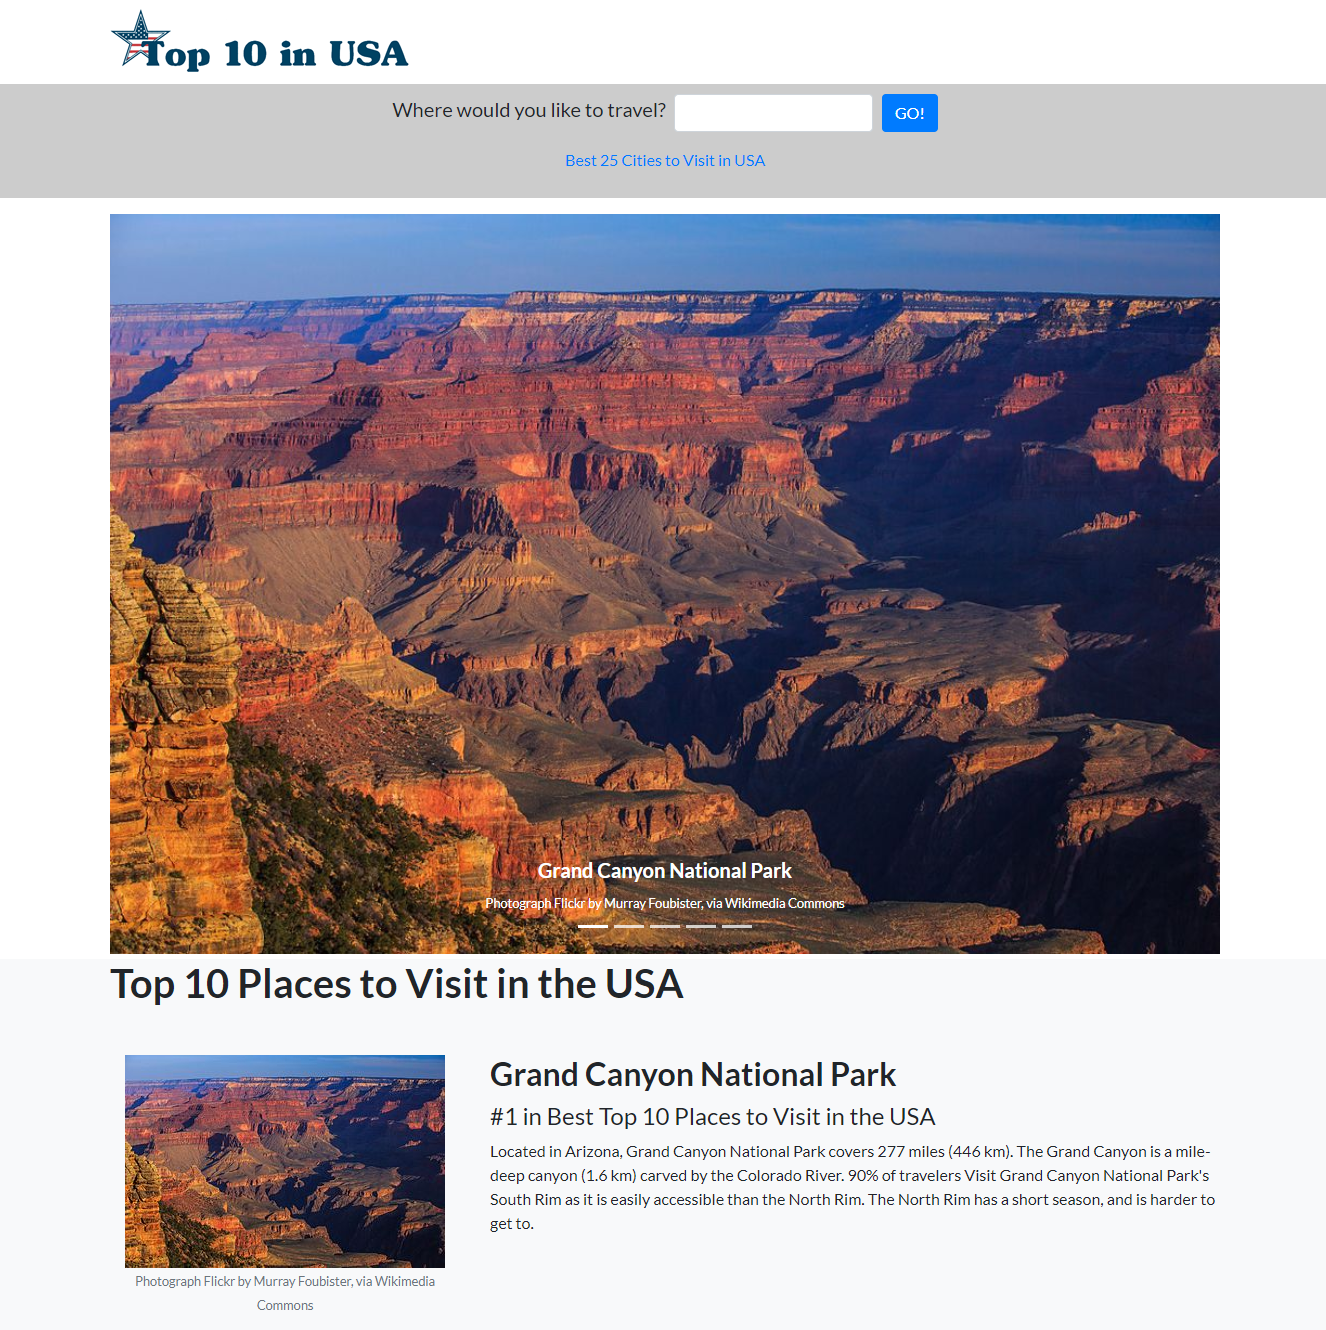 Top 10 in USA
Where would you like to travel? GO!
Best 25 Cities to Visit in USA
Grand Canyon National Park
Photograph Flickr by Murray Foubister, via Wikimedia Commons
Top 10 Places to Visit in the USA
Grand Canyon National Park
#1 in Best Top 10 Places to Visit in the USA
Located in Arizona, Grand Canyon National Park covers 277 miles (446 km). The Grand Canyon is a mile-
deep canyon (1.6 km) carved by the Colorado River. 90% of travelers Visit Grand Canyon National Park's
South Rim as it is easily accessible than the North Rim. The North Rim has a short season, and is harder to
get to.
Photograph Flickr by Murray Foubister, via Wikimedia
Commons